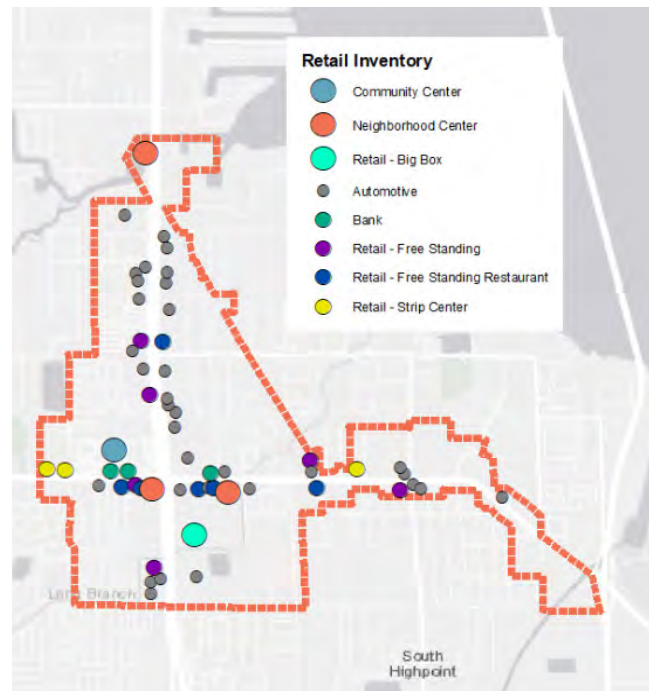 Retail Inventory
Community Center
Neighborhood Center
Retail - Big Box
Automotive
Bank
Retail - Free Standing
Retail - Free Standing Restaurant
Retail - Strip Center
Long Branch
South
Highpoint